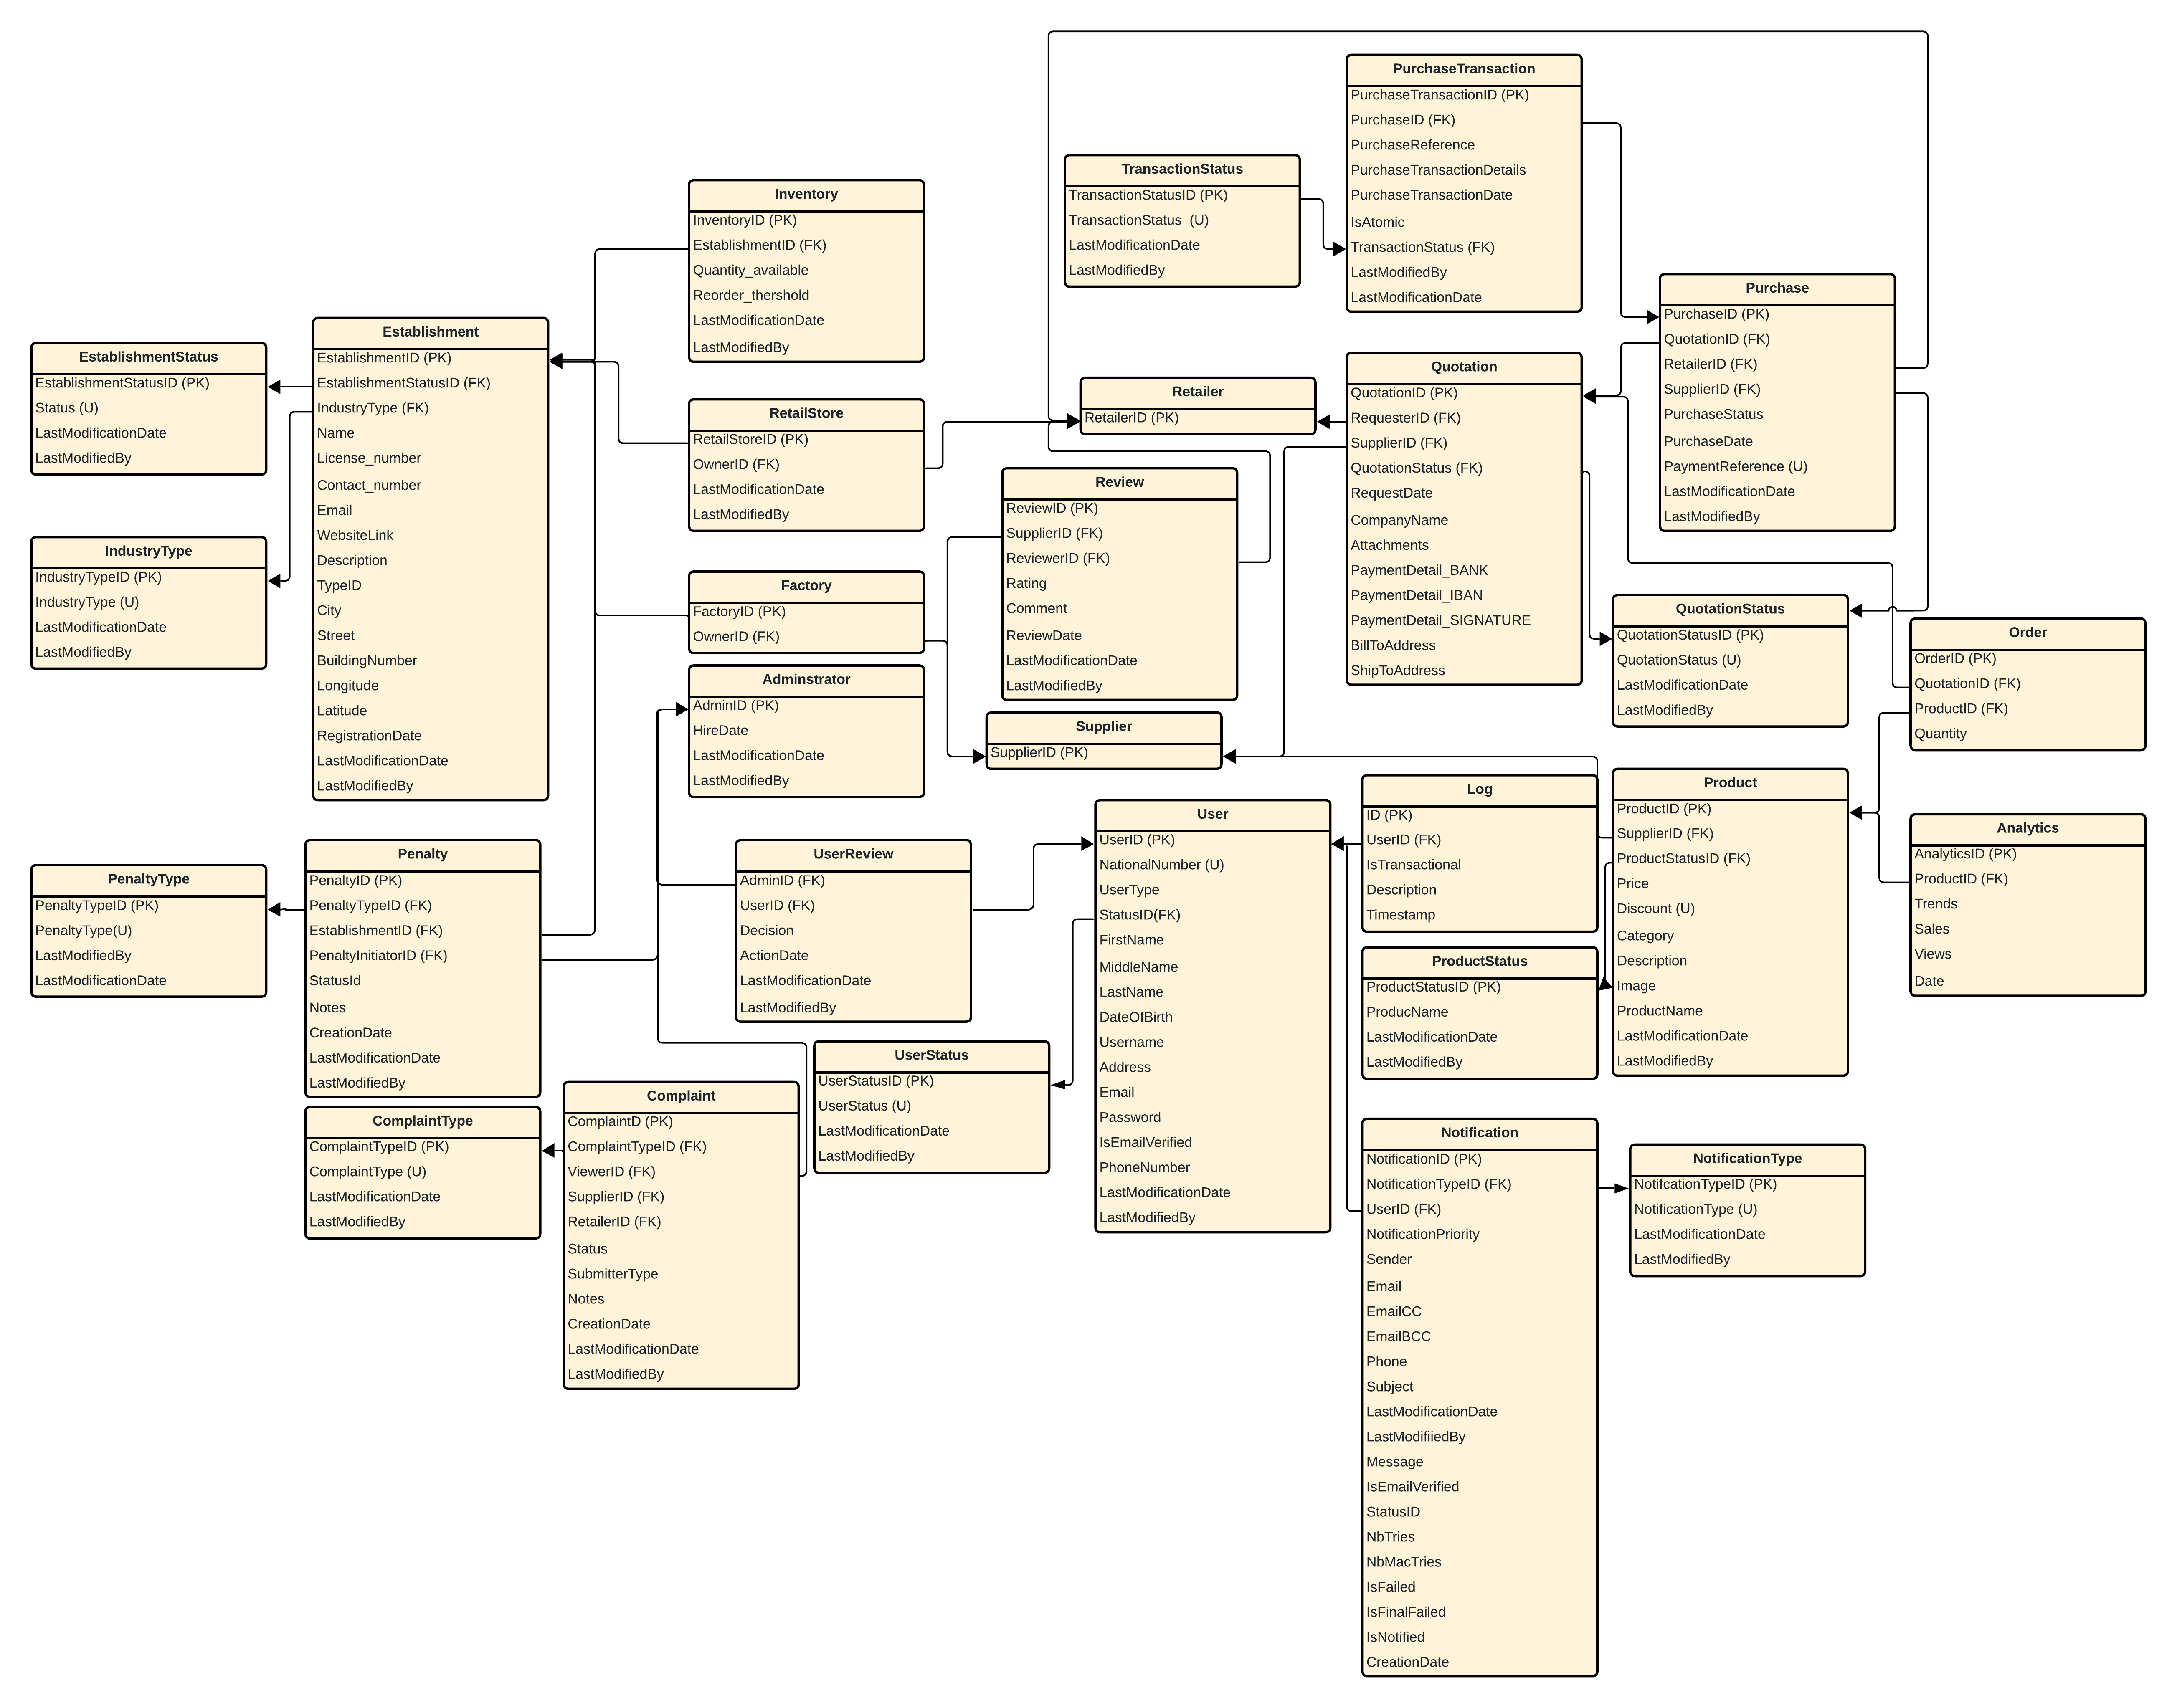 PurchaseTransaction
PurchaseTransactionID (PK)
PurchaseID (FK)
PurchaseReference
PurchaseTransactionDetails
PurchaseTransactionDate
IsAtomic
TransactionStatus (FK)
LastModifiedBy
LastModificationDate
TransactionStatus
TransactionStatusID (PK)
TransactionStatus  (U)
LastModificationDate
LastModifiedBy
Inventory
InventoryID (PK)
EstablishmentID (FK)
Quantity_available
Reorder_thershold
LastModificationDate
LastModifiedBy
Purchase
PurchaseID (PK)
QuotationID (FK)
RetailerID (FK)
SupplierID (FK)
PurchaseStatus
PurchaseDate
PaymentReference (U)
LastModificationDate
LastModifiedBy
Establishment
EstablishmentID (PK)
EstablishmentStatusID (FK)
IndustryType (FK)
Name
License_number
Contact_number
Email
WebsiteLink
Description
TypeID
City
Street
BuildingNumber
Longitude
Latitude
RegistrationDate
LastModificationDate
LastModifiedBy
EstablishmentStatus
EstablishmentStatusID (PK)
Status (U)
LastModificationDate
LastModifiedBy
IndustryType
IndustryTypeID (PK)
IndustryType (U)
LastModificationDate
LastModifiedBy
RetailStore
RetailStoreID (PK)
OwnerID (FK)
LastModificationDate
LastModifiedBy
Retailer
RetailerID (PK)
Quotation
QuotationID (PK)
RequesterID (FK)
SupplierID (FK)
QuotationStatus (FK)
RequestDate
CompanyName
Attachments
PaymentDetail_BANK
PaymentDetail_IBAN
PaymentDetail_SIGNATURE
BillToAddress
ShipToAddress
Review
ReviewID (PK)
SupplierID (FK)
ReviewerID (FK)
Rating
Comment
ReviewDate
LastModificationDate
LastModifiedBy
Factory
FactoryID (PK)
OwnerID (FK)
QuotationStatus
QuotationStatusID (PK)
QuotationStatus (U)
LastModificationDate
LastModifiedBy
Order
OrderID (PK)
QuotationID (FK)
ProductID (FK)
Quantity
Adminstrator
AdminID (PK)
HireDate
LastModificationDate
LastModifiedBy
Supplier
SupplierID (PK)
Log
ID (PK)
UserID (FK)
IsTransactional
Description
Timestamp
Product
ProductID (PK)
SupplierID (FK)
ProductStatusID (FK)
Price
Discount (U)
Category
Description
Image
ProductName
LastModificationDate
LastModifiedBy
Analytics
AnalyticsID (PK)
ProductID (FK)
Trends
Sales
Views
Date
User
UserID (PK)
NationalNumber (U)
UserType
StatusID(FK)
FirstName
MiddleName
LastName
DateOfBirth
Username
Address
Email
Password
IsEmailVerified
PhoneNumber
LastModificationDate
LastModifiedBy
Penalty
PenaltyID (PK)
PenaltyTypeID (FK)
EstablishmentID (FK)
PenaltyInitiatorID (FK)
StatusId
Notes
CreationDate
LastModificationDate
LastModifiedBy
PenaltyType
PenaltyTypeID (PK)
PenaltyType(U)
LastModifiedBy
LastModificationDate
UserReview
AdminID (FK)
UserID (FK)
Decision
ActionDate
LastModificationDate
LastModifiedBy
ProductStatus
ProductStatusID (PK)
ProducName
LastModificationDate
LastModifiedBy
UserStatus
UserStatusID (PK)
UserStatus (U)
LastModificationDate
LastModifiedBy
Complaint
ComplaintD (PK)
ComplaintTypeID (FK)
ViewerID (FK)
SupplierID (FK)
RetailerID (FK)
Status
SubmitterType
Notes
CreationDate
LastModificationDate
LastModifiedBy
ComplaintType
ComplaintTypeID (PK)
ComplaintType (U)
LastModificationDate
LastModifiedBy
Notification
NotificationID (PK)
NotificationTypeID (FK)
UserID (FK)
NotificationPriority
Sender
Email
EmailCC
EmailBCC
Phone
Subject
LastModificationDate
LastModifiiedBy
Message
IsEmailVerified
StatusID
NbTries
NbMacTries
IsFailed
IsFinalFailed
IsNotified
CreationDate
NotificationType
NotifcationTypeID (PK)
NotificationType (U)
LastModificationDate
LastModifiedBy